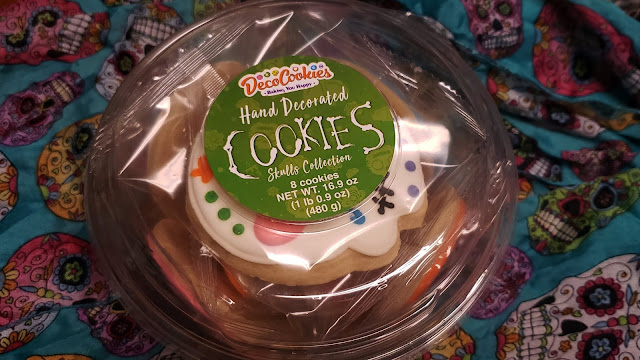 DecoCookies
Baking You Happy
Hand Decorated
COOKIES
Skulls Collection
8 cookies
NET WT. 16.9 oz
(1 lb 0.9 oz)
(480 g)